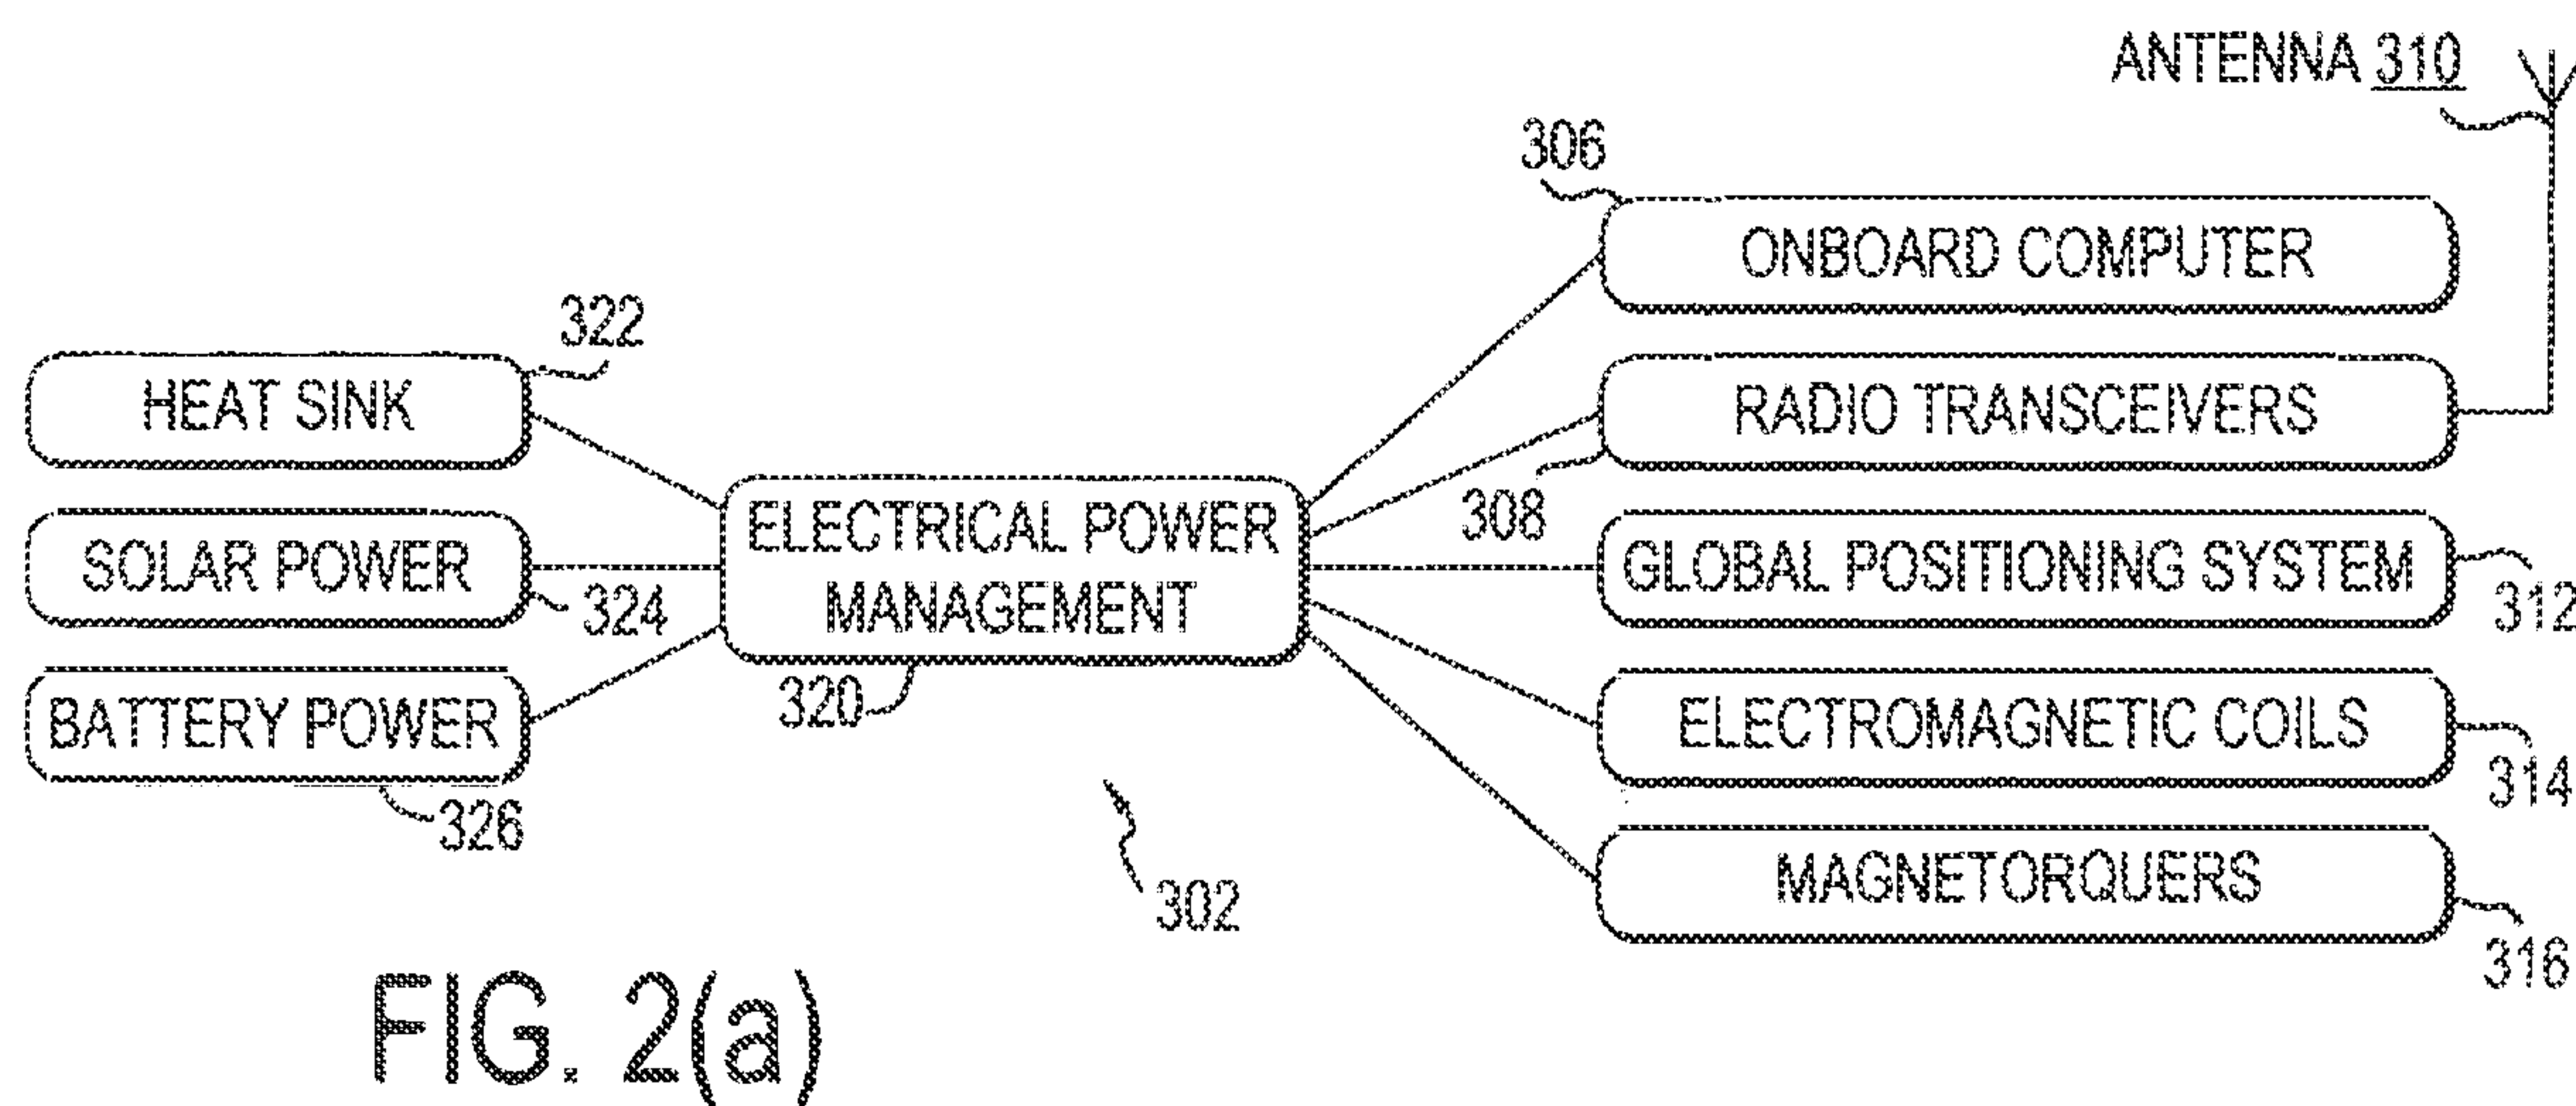 ANTENNA 310
306
ONBOARD COMPUTER
322
HEAT SINK
RADIO TRANSCEIVERS
308
ELECTRICAL POWER
MANAGEMENT
SOLAR POWER
324
GLOBAL POSITIONING SYSTEM
312
320
BATTERY POWER
326
ELECTROMAGNETIC COILS
314
302
MAGNETORQUERS
316
FIG. 2(a)